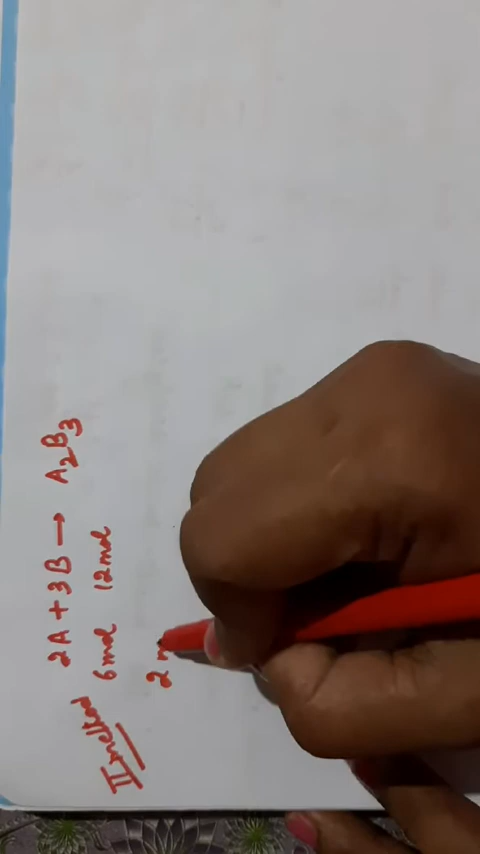 II method 2A + 3B → A₂B₃
6 mol 12 mol
2 m